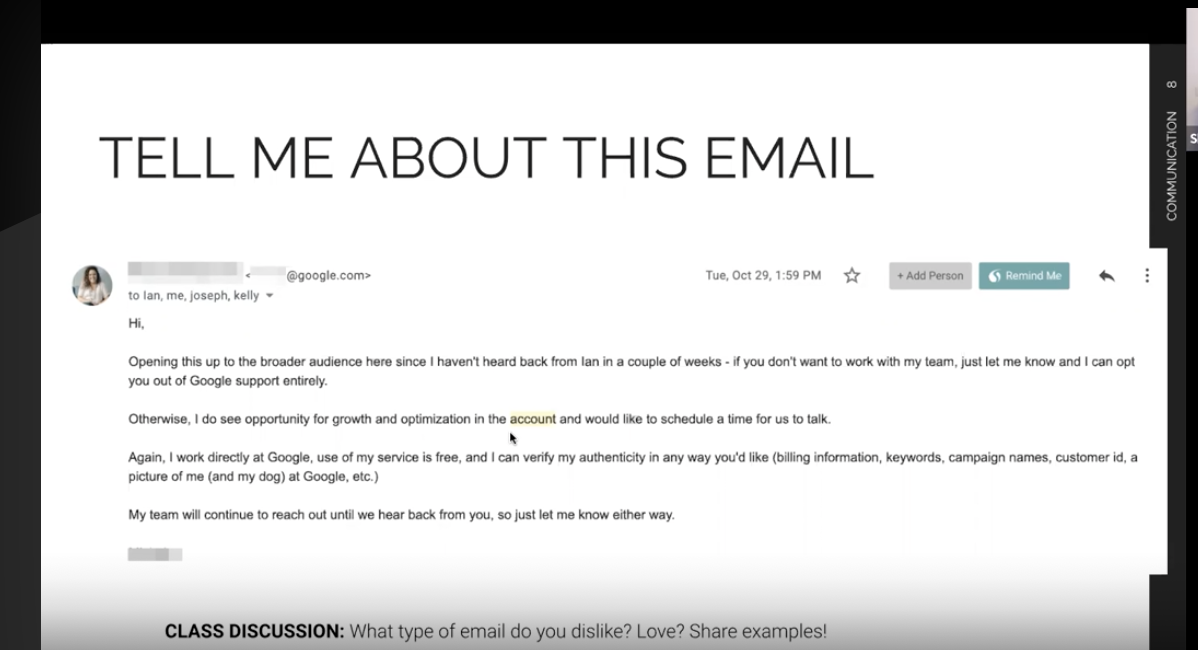 TELL ME ABOUT THIS EMAIL
COMMUNICATION 8
< @google.com>
Tue, Oct 29, 1:59 PM
+ Add Person
Remind Me
to Ian, me, joseph, kelly
Hi,
Opening this up to the broader audience here since I haven't heard back from Ian in a couple of weeks - if you don't want to work with my team, just let me know and I can opt
you out of Google support entirely.
Otherwise, I do see opportunity for growth and optimization in the account and would like to schedule a time for us to talk.
Again, I work directly at Google, use of my service is free, and I can verify my authenticity in any way you'd like (billing information, keywords, campaign names, customer id, a
picture of me (and my dog) at Google, etc.)
My team will continue to reach out until we hear back from you, so just let me know either way.
CLASS DISCUSSION: What type of email do you dislike? Love? Share examples!